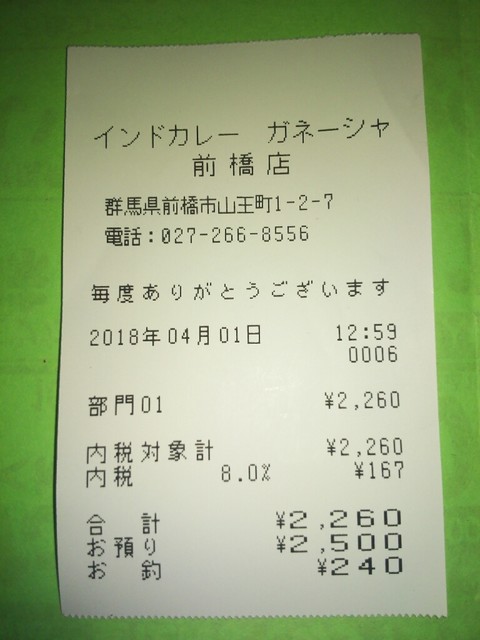 インドカレー ガネーシャ
前橋店
群馬県前橋市山王町1-2-7
電話：027-266-8556
毎度ありがとうございます
2018年04月01日 12:59
0006
部門01 ¥2,260
内税対象計 ¥2,260
内税 8.0% ¥167
合計 ¥2,260
お預り ¥2,500
お釣 ¥240